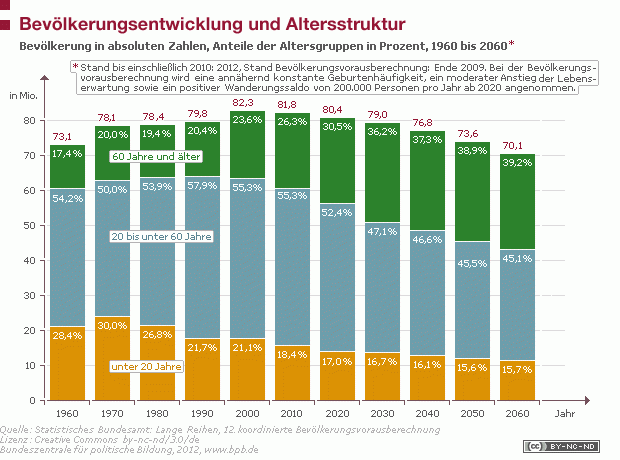 Bevölkerungsentwicklung und Altersstruktur
Bevölkerung in absoluten Zahlen, Anteile der Altersgruppen in Prozent, 1960 bis 2060*
* Stand bis einschließlich 2010: 2012, Stand Bevölkerungsvorausberechnung: Ende 2009. Bei der Bevölkerungs-
vorausberechnung wird eine annähernd konstante Geburtenhäufigkeit, ein moderater Anstieg der Lebens-
erwartung sowie ein positiver Wanderungssaldo von 200.000 Personen pro Jahr ab 2020 angenommen.
in Mio.
73,1 78,1 78,4 79,8 82,3 81,8 80,4 79,0 76,8 73,6 70,1
17,4% 20,0% 19,4% 20,4% 23,6% 26,3% 30,5% 36,2% 37,3% 38,9% 39,2%
60 Jahre und älter
54,2% 50,0% 53,9% 57,9% 55,3% 55,3% 52,4% 47,1% 46,6% 45,5% 45,1%
20 bis unter 60 Jahre
28,4% 30,0% 26,8% 21,7% 21,1% 18,4% 17,0% 16,7% 16,1% 15,6% 15,7%
unter 20 Jahre
80
70
60
50
40
30
20
10
0
1960 1970 1980 1990 2000 2010 2020 2030 2040 2050 2060 Jahr
Quelle: Statistisches Bundesamt: Lange Reihen, 12. koordinierte Bevölkerungsvorausberechnung
Lizenz: Creative Commons by-nc-nd/3.0/de
Bundeszentrale für politische Bildung, 2012, www.bpb.de
cc BY-NC-ND